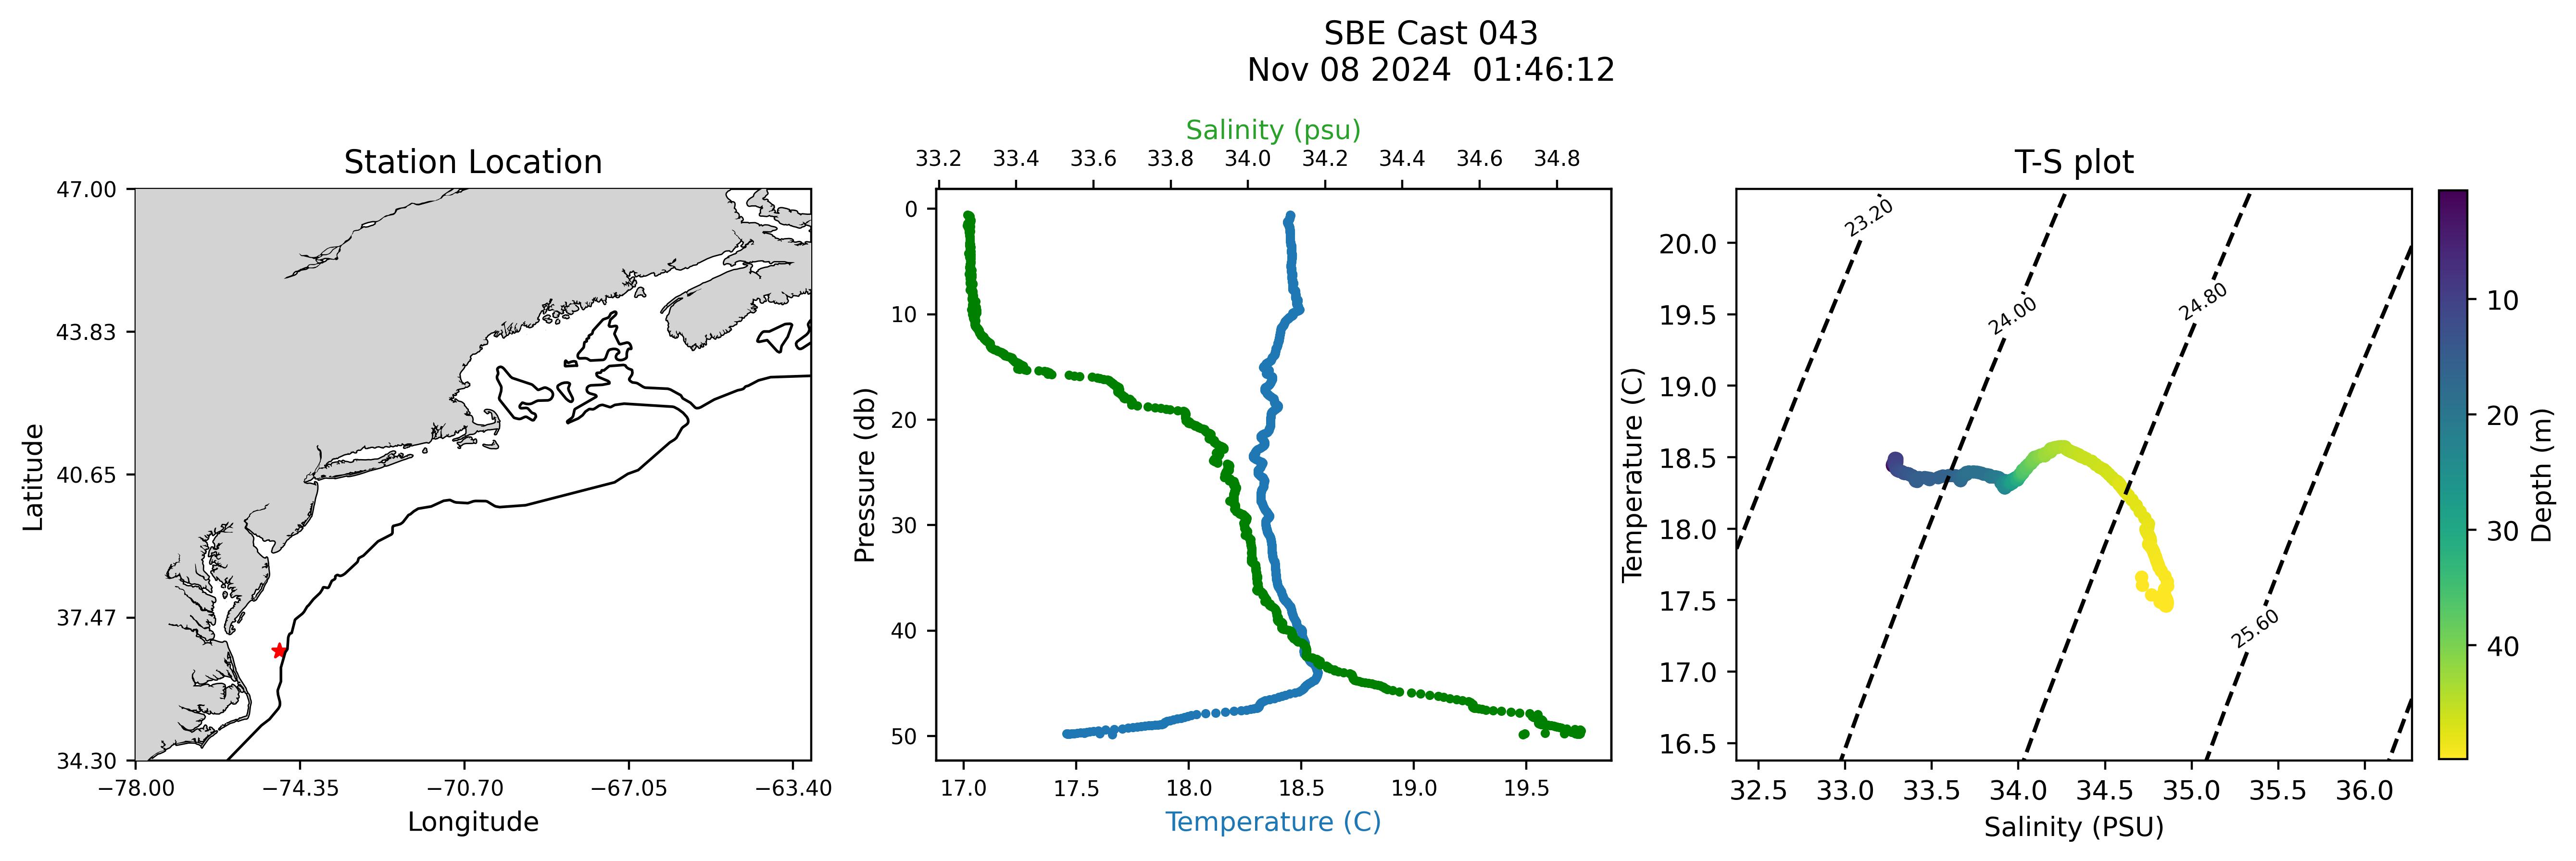 SBE Cast 043
Nov 08 2024  01:46:12
Station Location
47.00
43.83
40.65
37.47
34.30
Latitude
−78.00 −74.35 −70.70 −67.05 −63.40
Longitude
Salinity (psu)
33.2 33.4 33.6 33.8 34.0 34.2 34.4 34.6 34.8
0
10
20
30
40
50
Pressure (db)
17.0 17.5 18.0 18.5 19.0 19.5
Temperature (C)
T-S plot
20.0
19.5
19.0
18.5
18.0
17.5
17.0
16.5
Temperature (C)
23.20
24.00
24.80
25.60
32.5 33.0 33.5 34.0 34.5 35.0 35.5 36.0
Salinity (PSU)
10
20
30
40
Depth (m)